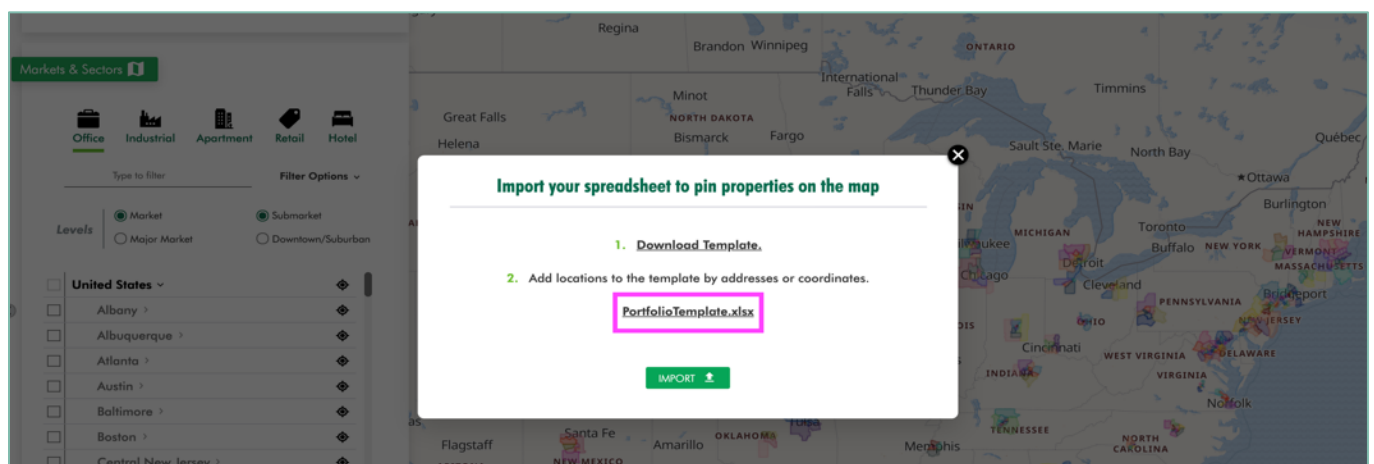 Regina
Brandon Winnipeg
ONTARIO
Markets & Sectors
International
Falls
Thunder Bay
Timmins
Minot
Great Falls
NORTH DAKOTA
Bismarck
Fargo
Québec
Helena
Sault Ste. Marie
North Bay
Office
Industrial
Apartment
Retail
Hotel
Type to filter
Filter Options
Import your spreadsheet to pin properties on the map
Ottawa
Burlington
Levels
Market
Submarket
Major Market
Downtown/Suburban
1. Download Template.
2. Add locations to the template by addresses or coordinates.
PortfolioTemplate.xlsx
IMPORT
MICHIGAN
Toronto
NEW
HAMPSHIRE
Buffalo
NEW YORK
VERMONT
Detroit
MASSACHUSETTS
Chicago
Cleveland
United States
Albany
Albuquerque
Atlanta
Austin
Baltimore
Boston
Central New Jersey
PENNSYLVANIA
Bridgeport
NEW JERSEY
OHIO
Cincinnati
WEST VIRGINIA
DELAWARE
INDIANA
VIRGINIA
Norfolk
Tulsa
Santa Fe
OKLAHOMA
Flagstaff
Amarillo
Memphis
TENNESSEE
NORTH
CAROLINA
NEW MEXICO